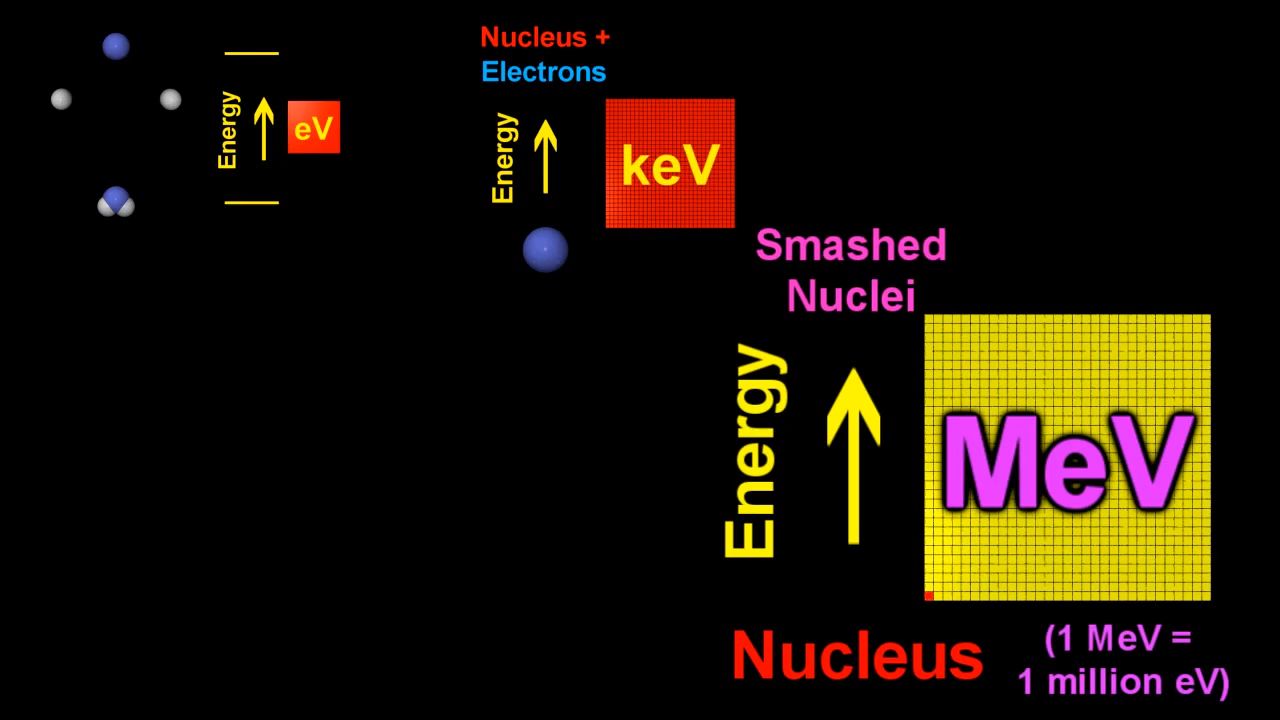 Energy
eV
Nucleus +
Electrons
Energy
keV
Smashed
Nuclei
Energy
MeV
Nucleus
(1 MeV =
1 million eV)